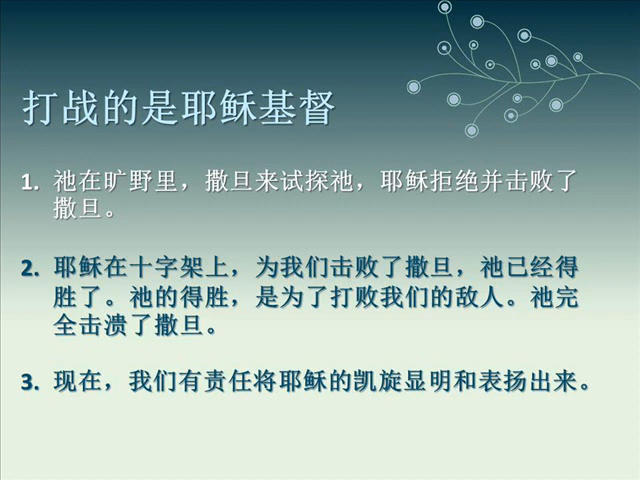 打战的是耶稣基督
1. 祂在旷野里，撒旦来试探祂，耶稣拒绝并击败了
撒旦。
2. 耶稣在十字架上，为我们击败了撒旦，祂已经得
胜了。祂的得胜，是为了打败我们的敌人。祂完
全击溃了撒旦。
3. 现在，我们有责任将耶稣的凯旋显明和表扬出来。